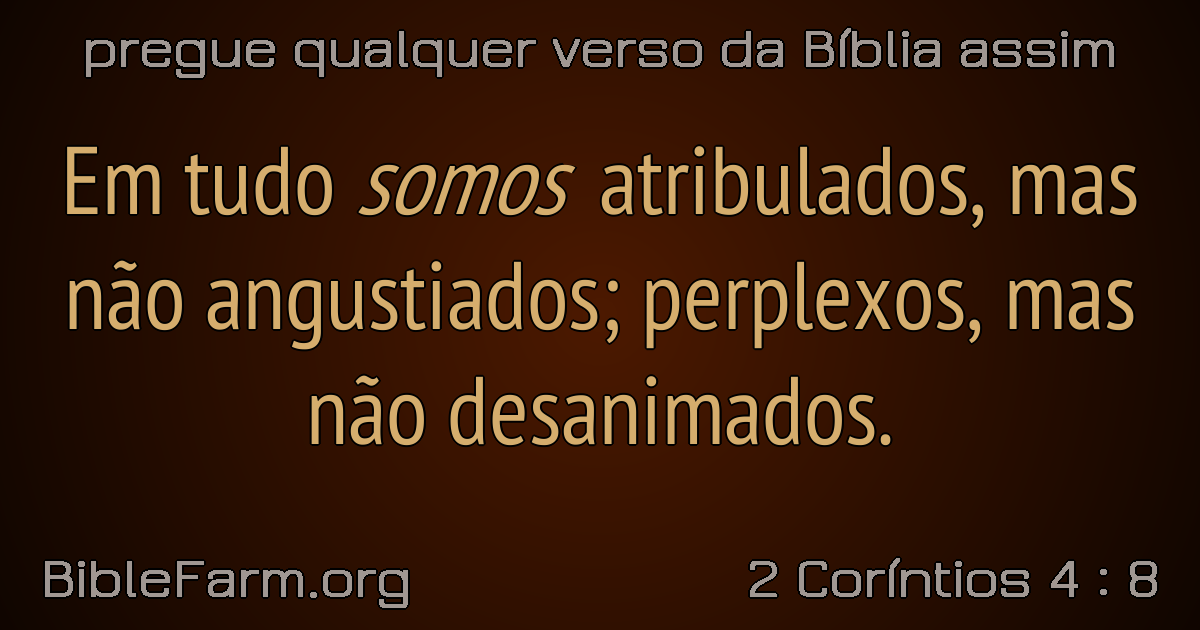 pregue qualquer verso da Bíblia assim
Em tudo somos atribulados, mas
não angustiados; perplexos, mas
não desanimados.
BibleFarm.org
2 Coríntios 4 : 8